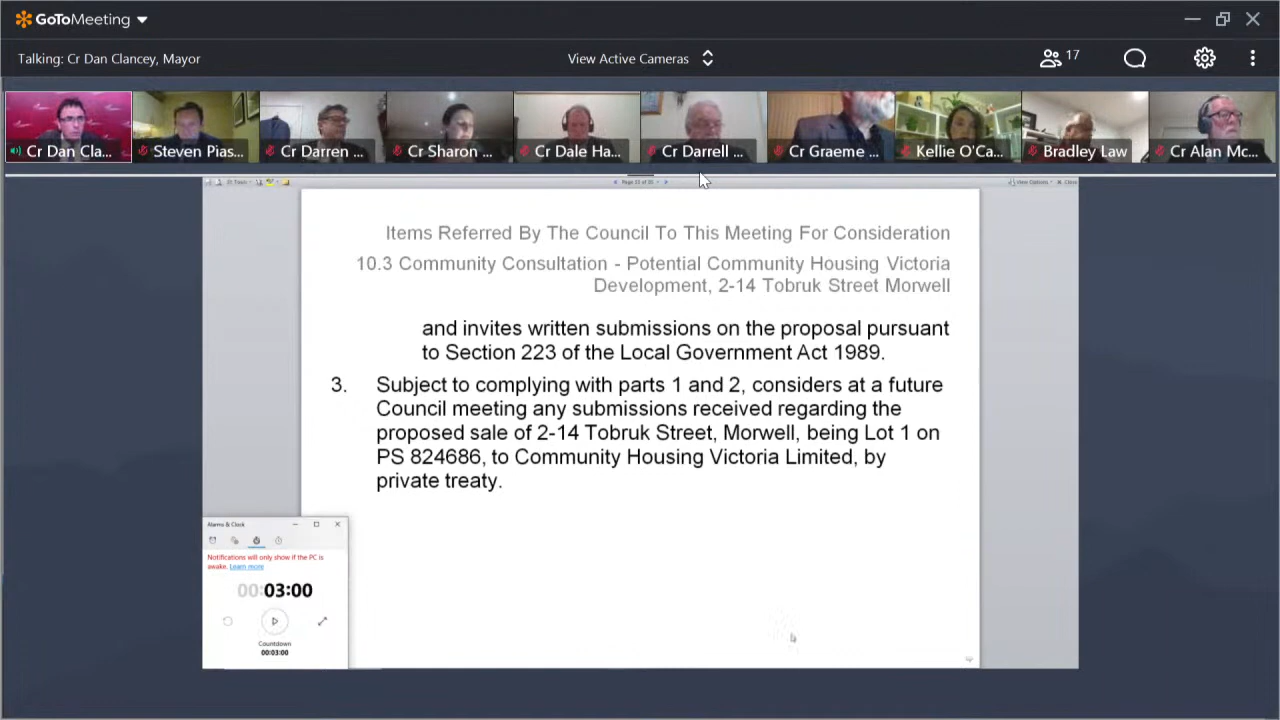 GoToMeeting
Talking: Cr Dan Clancey, Mayor
View Active Cameras
17
Cr Dan Cla...
Steven Pias...
Cr Darren ...
Cr Sharon ...
Cr Dale Ha...
Cr Darrell ...
Cr Graeme ...
Kellie O'Ca...
Bradley Law
Cr Alan Mc...
View Options
Close
Items Referred By The Council To This Meeting For Consideration
10.3 Community Consultation - Potential Community Housing Victoria
Development, 2-14 Tobruk Street Morwell
and invites written submissions on the proposal pursuant
to Section 223 of the Local Government Act 1989.
3. Subject to complying with parts 1 and 2, considers at a future
Council meeting any submissions received regarding the
proposed sale of 2-14 Tobruk Street, Morwell, being Lot 1 on
PS 824686, to Community Housing Victoria Limited, by
private treaty.
Alarms & Clock
Notifications will only show if the PC is
awake. Learn more
00:03:00
Countdown
00:03:00